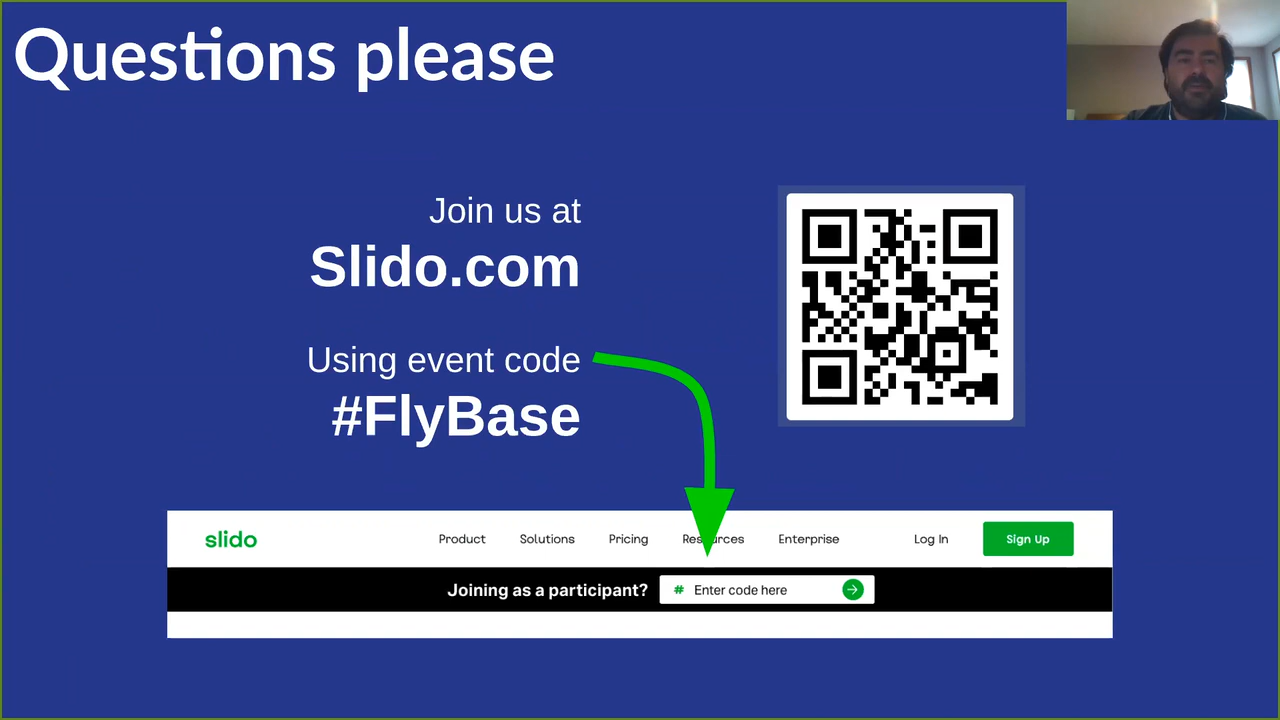 Questions please
Join us at
Slido.com
Using event code
#FlyBase
slido
Product Solutions Pricing Resources Enterprise Log In Sign Up
Joining as a participant? # Enter code here